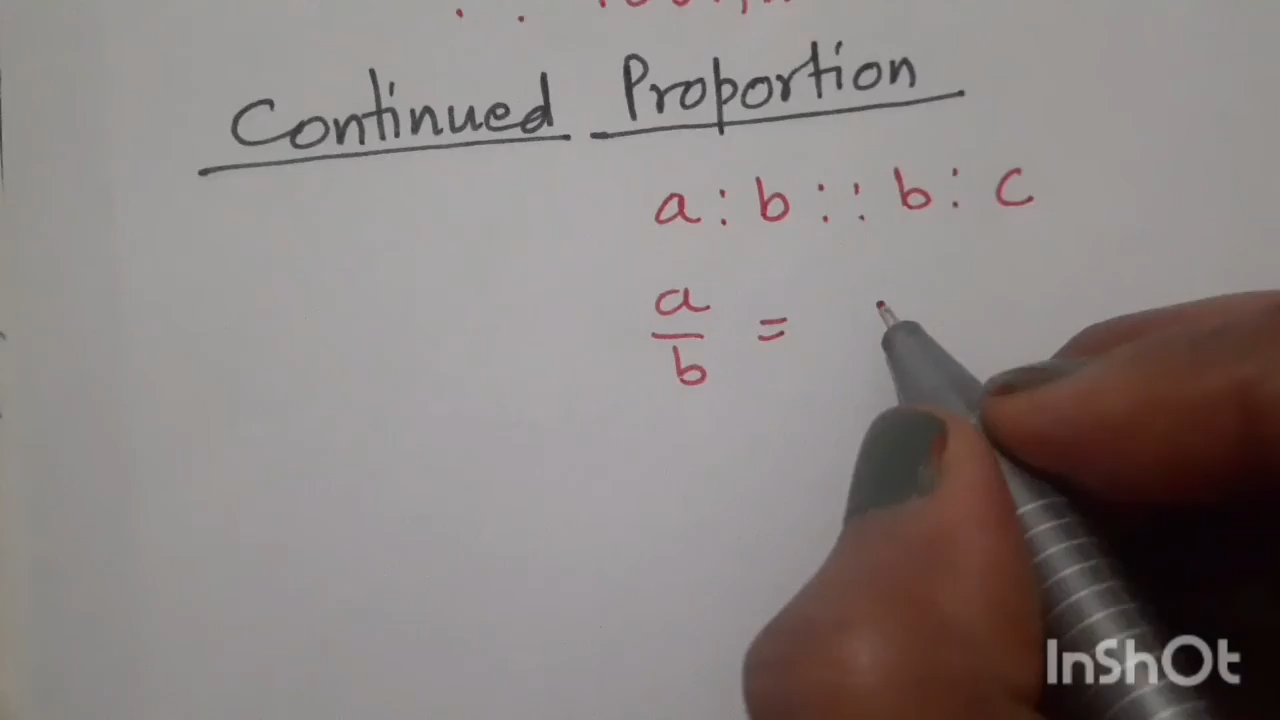 Continued Proportion
a : b : : b : c
a
b =
InShOt